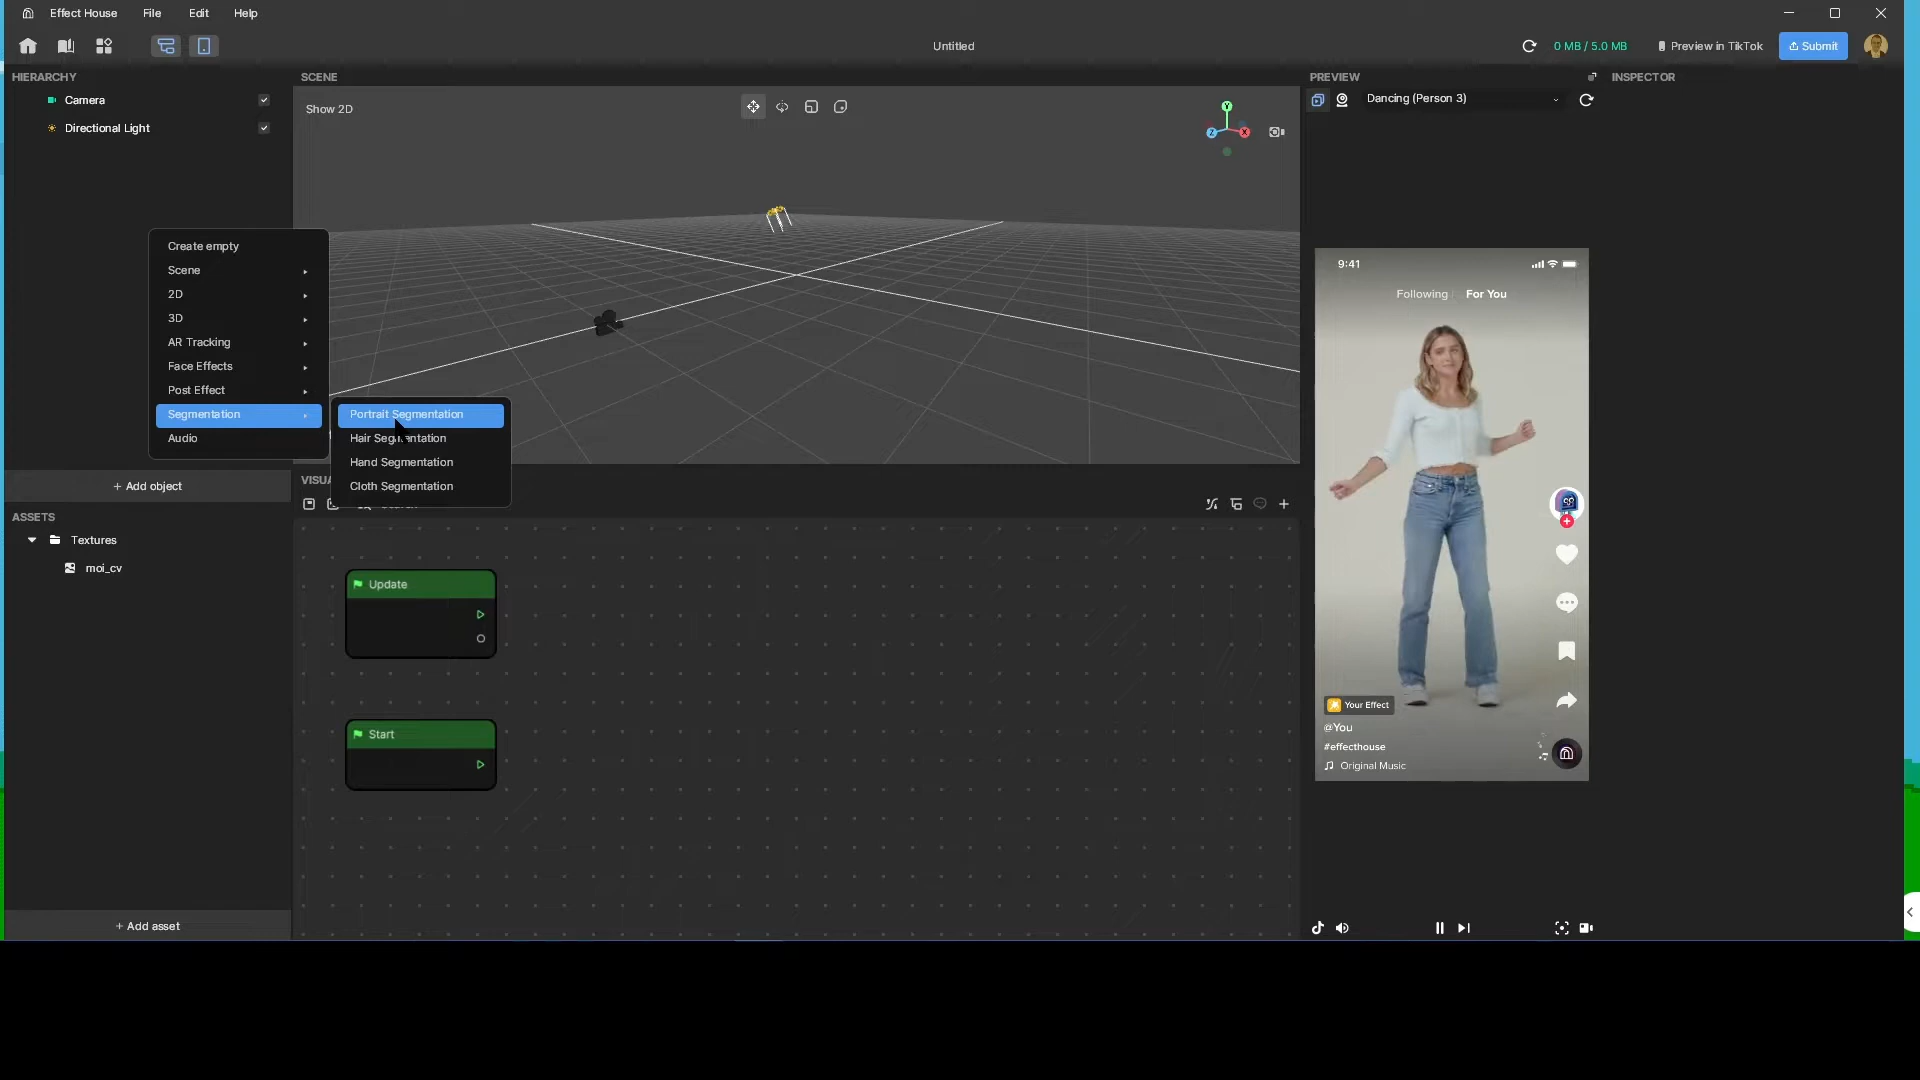 Effect House File Edit Help
Untitled
0 MB / 5.0 MB
Preview in TikTok
Submit
HIERARCHY
Camera
Directional Light
Create empty
Scene
2D
3D
AR Tracking
Face Effects
Post Effect
Segmentation
Audio
Portrait Segmentation
Hair Segmentation
Hand Segmentation
Cloth Segmentation
+ Add object
ASSETS
Textures
moi_cv
+ Add asset
SCENE
Show 2D
Y
Z
X
Update
Start
PREVIEW
Dancing (Person 3)
9:41
Following
For You
Your Effect
@You
#effecthouse
Original Music
INSPECTOR